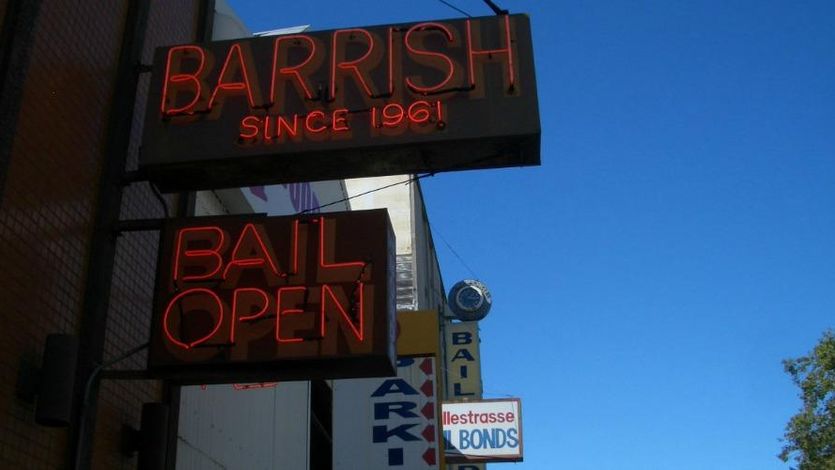 BARRISH
SINCE 1961
BAIL
OPEN
BAIL
PARKI
llestrasse
L BONDS